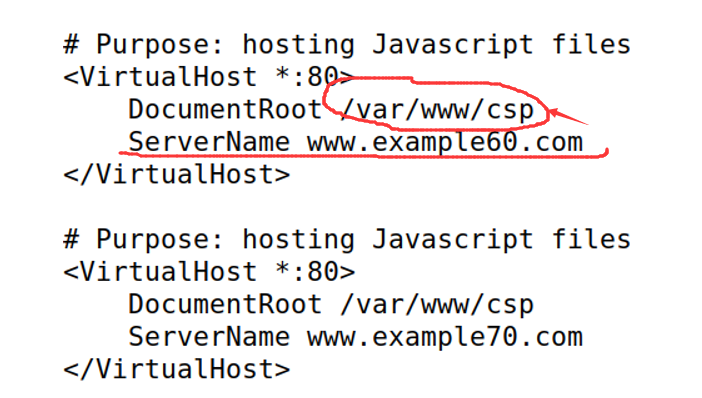 # Purpose: hosting Javascript files
<VirtualHost *:80>
DocumentRoot /var/www/csp
ServerName www.example60.com
</VirtualHost>
# Purpose: hosting Javascript files
<VirtualHost *:80>
DocumentRoot /var/www/csp
ServerName www.example70.com
</VirtualHost>